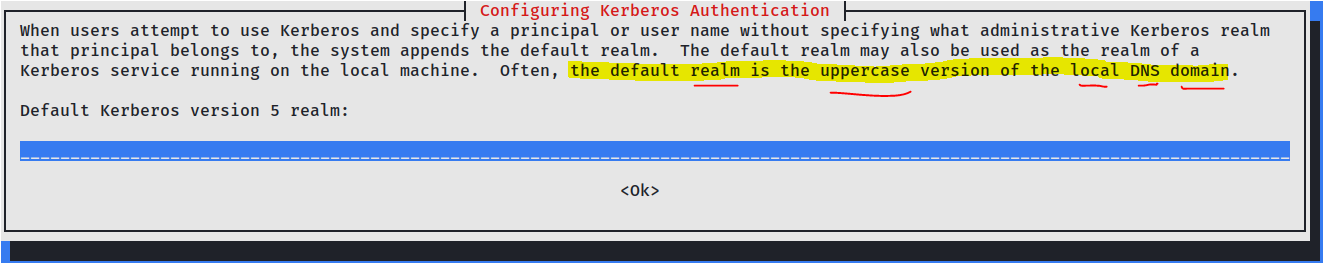 Configuring Kerberos Authentication
When users attempt to use Kerberos and specify a principal or user name without specifying what administrative Kerberos realm
that principal belongs to, the system appends the default realm.  The default realm may also be used as the realm of a
Kerberos service running on the local machine.  Often, the default realm is the uppercase version of the local DNS domain.
Default Kerberos version 5 realm:
<Ok>